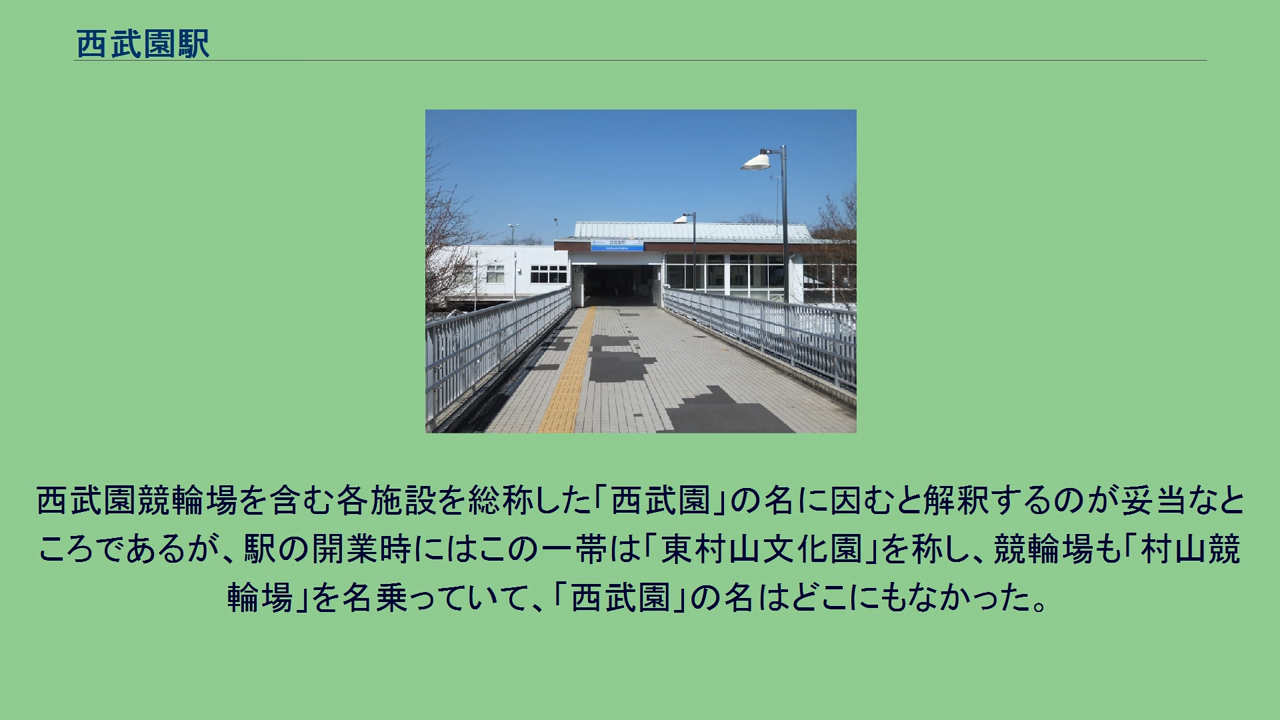 西武園駅
西武園競輪場を含む各施設を総称した「西武園」の名に因むと解釈するのが妥当なと
ころであるが、駅の開業時にはこの一帯は「東村山文化園」を称し、競輪場も「村山競
輪場」を名乗っていて、「西武園」の名はどこにもなかった。